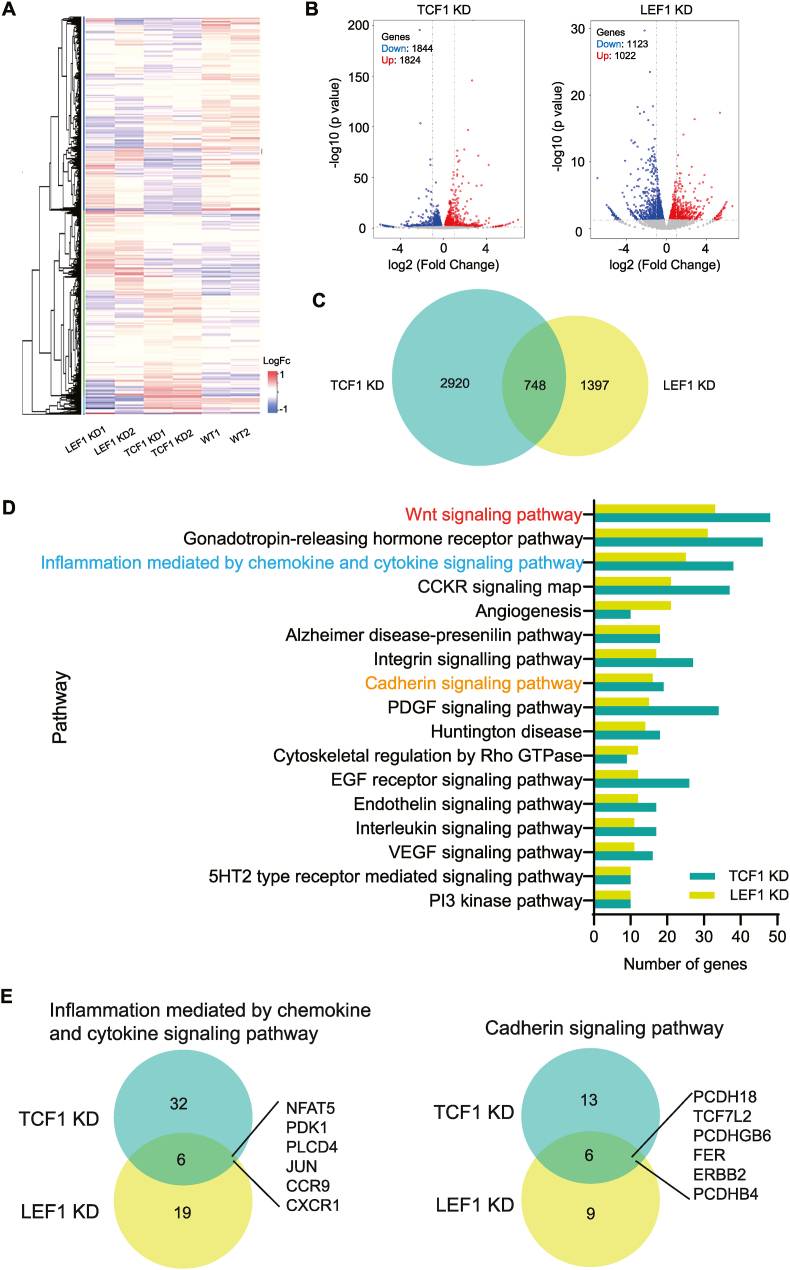 A
LogFc
1
-1
LEF1 KD1
LEF1 KD2
TCF1 KD1
TCF1 KD2
WT1
WT2
B
TCF1 KD
Genes
Down: 1844
Up: 1824
200
150
100
50
0
-log10 (p value)
-4
0
4
log2 (Fold Change)
LEF1 KD
Genes
Down: 1123
Up: 1022
30
20
10
0
-log10 (p value)
-4
0
4
log2 (Fold Change)
C
TCF1 KD
2920
748
1397
LEF1 KD
D
Pathway
Wnt signaling pathway
Gonadotropin-releasing hormone receptor pathway
Inflammation mediated by chemokine and cytokine signaling pathway
CCKR signaling map
Angiogenesis
Alzheimer disease-presenilin pathway
Integrin signalling pathway
Cadherin signaling pathway
PDGF signaling pathway
Huntington disease
Cytoskeletal regulation by Rho GTPase
EGF receptor signaling pathway
Endothelin signaling pathway
Interleukin signaling pathway
VEGF signaling pathway
5HT2 type receptor mediated signaling pathway
PI3 kinase pathway
TCF1 KD
LEF1 KD
0 10 20 30 40 50
Number of genes
E
Inflammation mediated by chemokine
and cytokine signaling pathway
TCF1 KD
32
6
LEF1 KD
19
NFAT5
PDK1
PLCD4
JUN
CCR9
CXCR1
Cadherin signaling pathway
TCF1 KD
13
6
LEF1 KD
9
PCDH18
TCF7L2
PCDHGB6
FER
ERBB2
PCDHB4